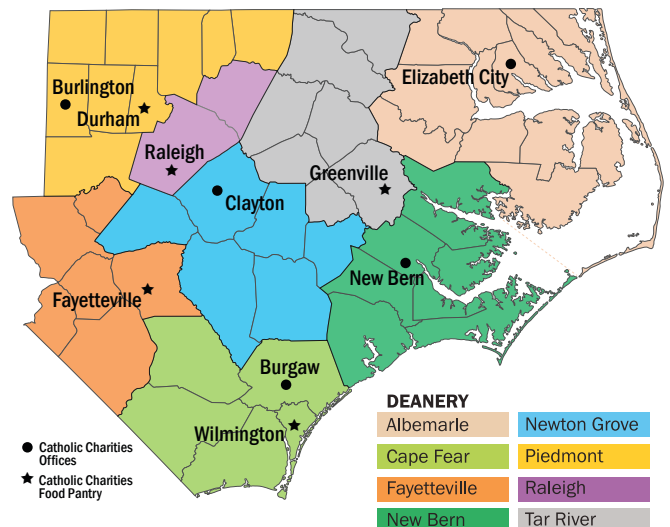 Elizabeth City
Burlington
Durham
Raleigh
Greenville
Clayton
New Bern
Fayetteville
Burgaw
Wilmington
Catholic Charities
Offices
Catholic Charities
Food Pantry
DEANERY
Albemarle
Newton Grove
Cape Fear
Piedmont
Fayetteville
Raleigh
New Bern
Tar River